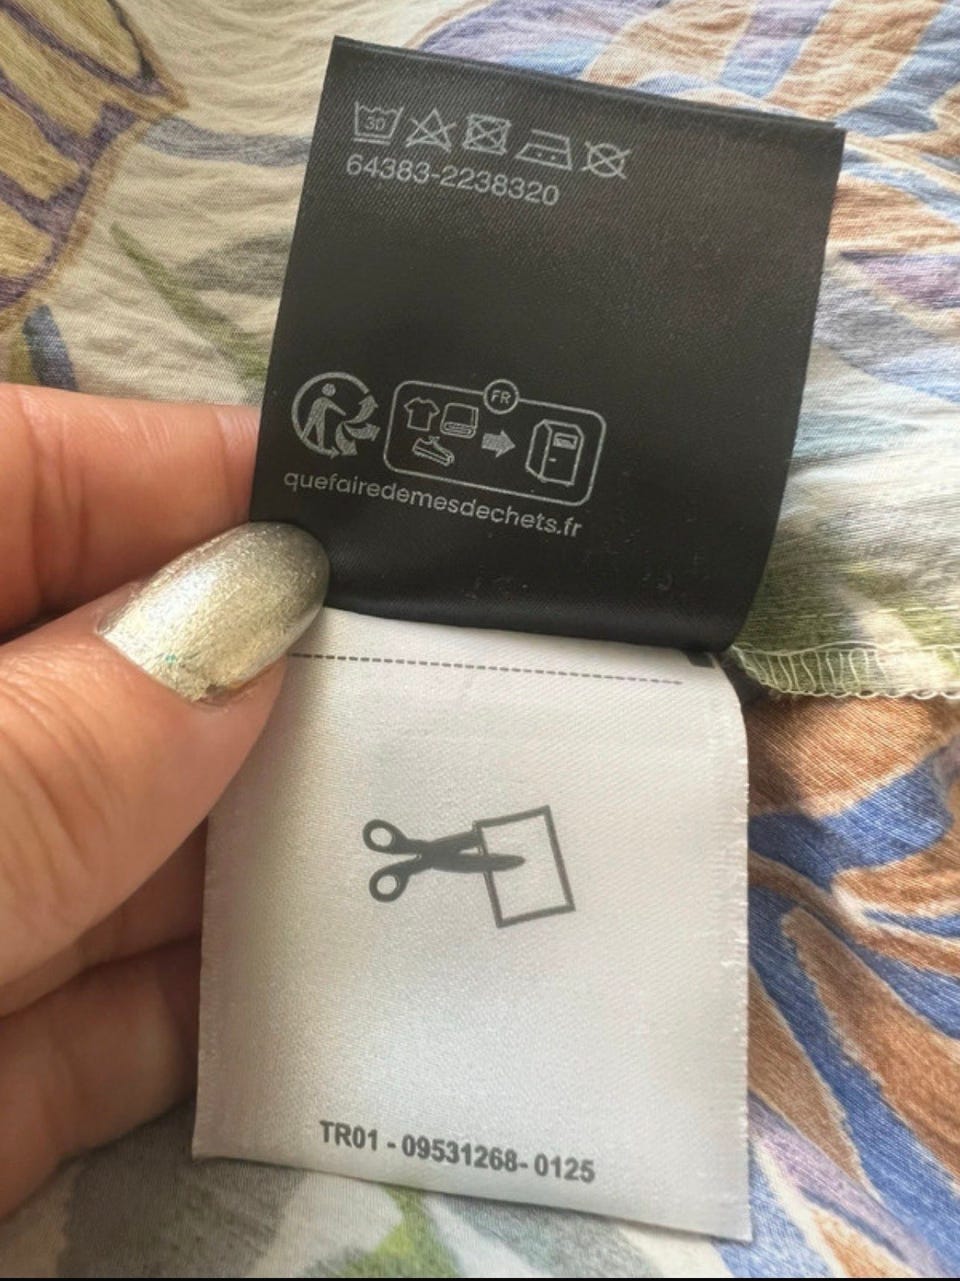 30
64383-2238320
FR
quefairedemesdechets.fr
TR01 - 09531268- 0125